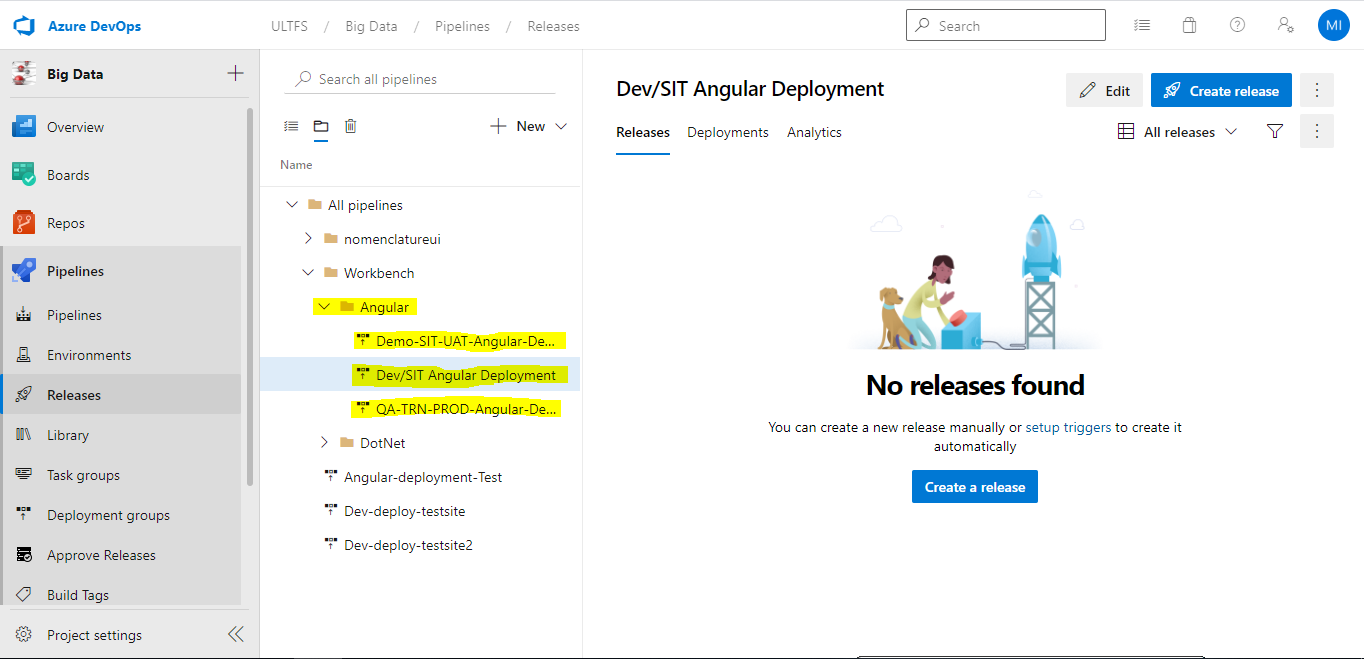 Azure DevOps
ULTFS / Big Data / Pipelines / Releases
Search
MI
Big Data
Overview
Boards
Repos
Pipelines
Pipelines
Environments
Releases
Library
Task groups
Deployment groups
Approve Releases
Build Tags
Project settings
Search all pipelines
New
Name
All pipelines
nomenclatureui
Workbench
Angular
Demo-SIT-UAT-Angular-De...
Dev/SIT Angular Deployment
QA-TRN-PROD-Angular-De...
DotNet
Angular-deployment-Test
Dev-deploy-testsite
Dev-deploy-testsite2
Dev/SIT Angular Deployment
Edit
Create release
Releases Deployments Analytics
All releases
No releases found
You can create a new release manually or setup triggers to create it
automatically
Create a release